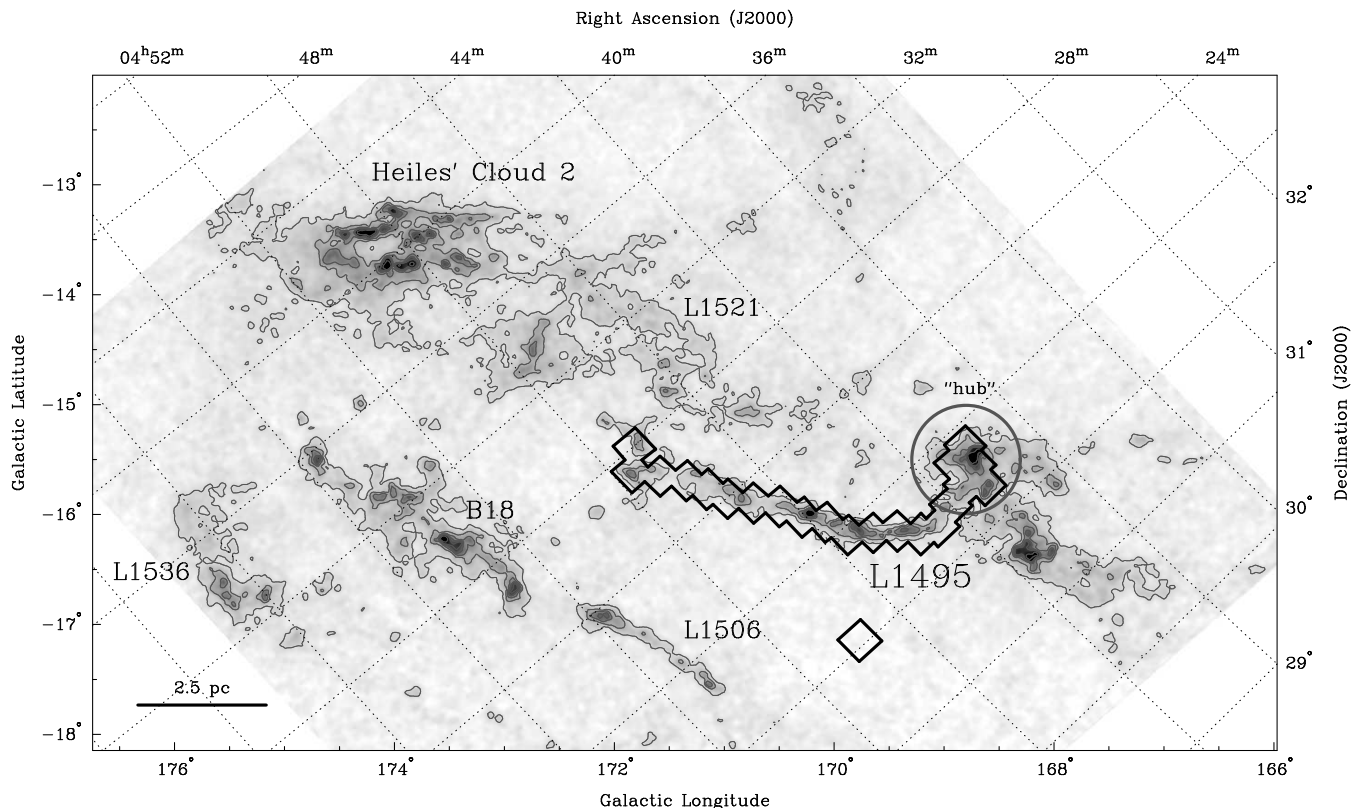 Right Ascension (J2000)
04ʰ52ᵐ 48ᵐ 44ᵐ 40ᵐ 36ᵐ 32ᵐ 28ᵐ 24ᵐ
Heiles' Cloud 2
−13°
32°
−14°
L1521
31°
Galactic Latitude
Declination (J2000)
−15°
"hub"
B18
30°
−16°
L1536
L1495
−17°
L1506
29°
2.5 pc
−18°
176° 174° 172° 170° 168° 166°
Galactic Longitude